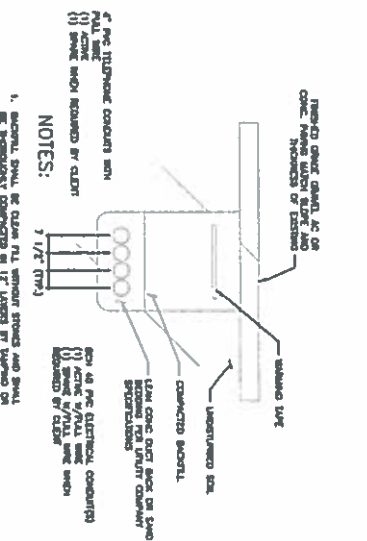 FINISHED GRADE GRAVEL AC OR
CONC. PAVING MATCH SLOPE AND
THICKNESS OF EXISTING
WARNING TAPE
UNDISTURBED SOIL
COMPACTED BACKFILL
LEAN CONC DUCT BACK OR SAND
BEDDING PER UTILITY COMPANY
SPECIFICATIONS
4" PVC TELEPHONE CONDUITS WITH
PULL WIRE
(1) ACTIVE
(1) SPARE WHEN REQUIRED BY CLIENT
7 1/2" (TYP.)
SCH 40 PVC ELECTRICAL CONDUIT(S)
(1) ACTIVE W/PULL WIRE
(1) SPARE W/PULL WIRE WHEN
REQUIRED BY CLIENT
NOTES:
1. BACKFILL SHALL BE CLEAN FILL WITHOUT STONES AND SHALL
BE THOROUGHLY COMPACTED IN 12" LAYERS BY TAMPING OR